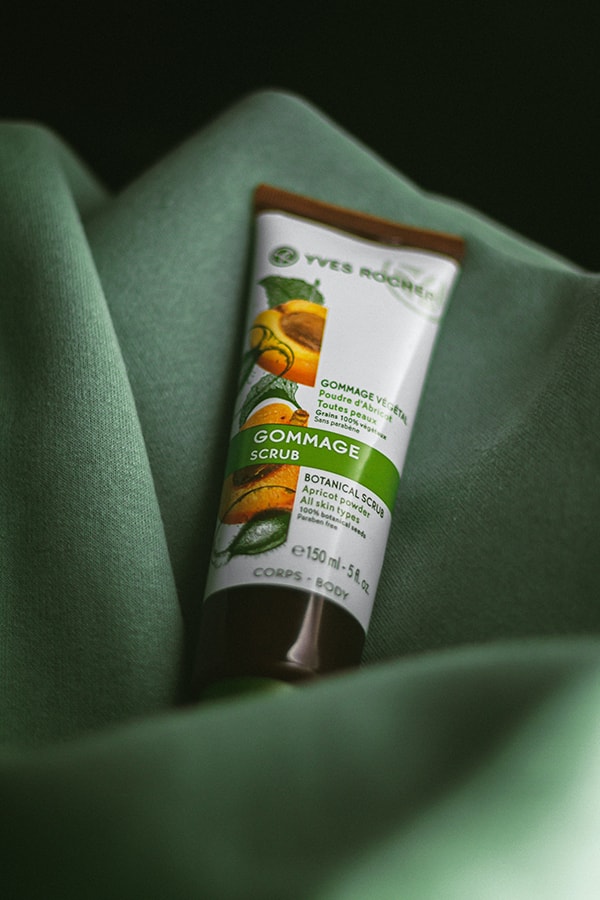 YVES ROCHER
GOMMAGE VÉGÉTAL
Poudre d'Abricot
Toutes peaux
Grains 100% végétaux
Sans parabène
GOMMAGE
SCRUB
BOTANICAL SCRUB
Apricot powder
All skin types
100% botanical seeds
Paraben free
℮150 ml - 5 fl. oz.
CORPS - BODY